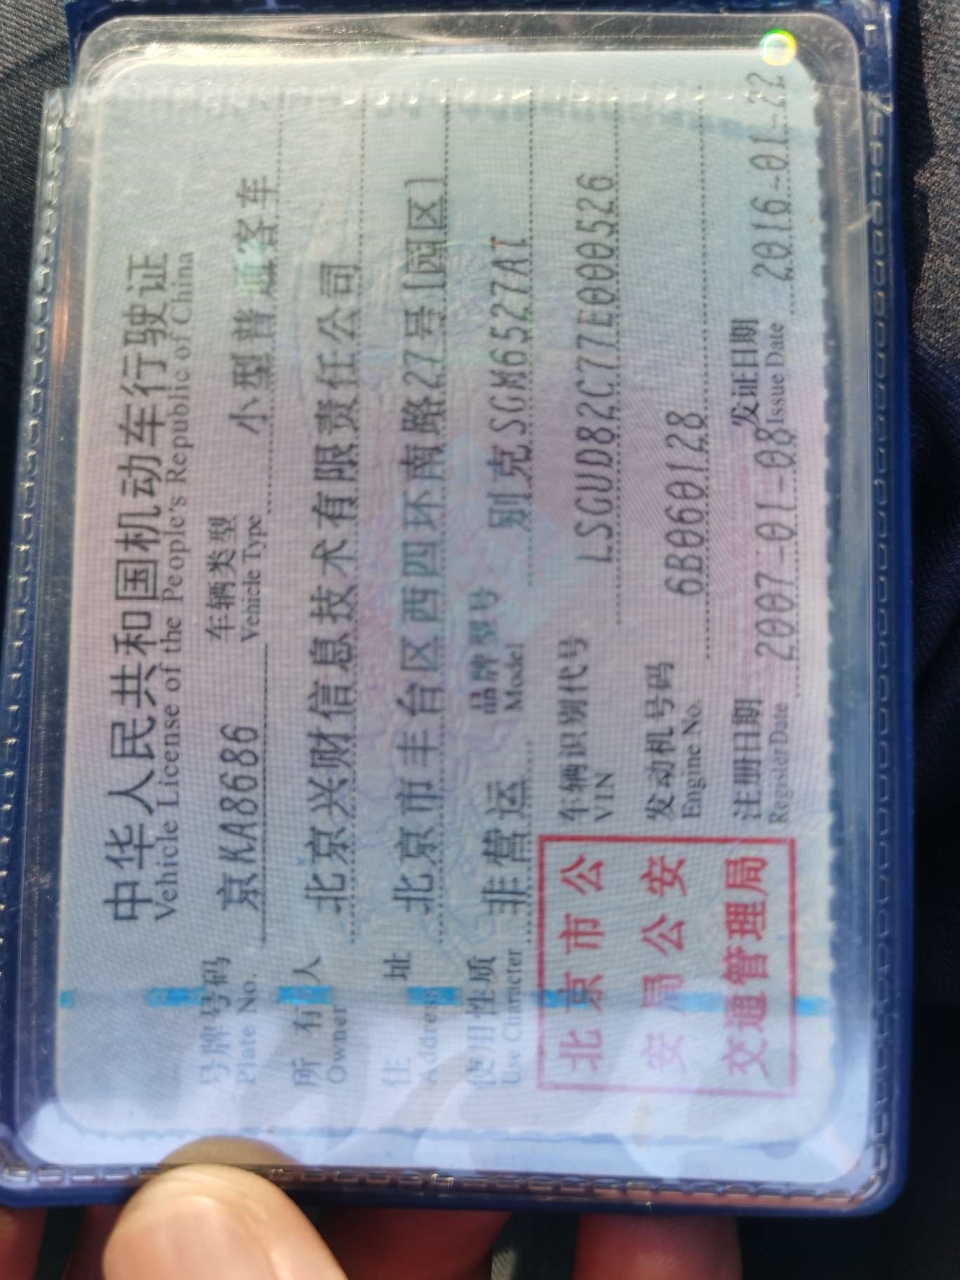 中华人民共和国机动车行驶证
Vehicle License of the People's Republic of China
号牌号码 京KA8686 车辆类型 小型普通客车
Plate No. Vehicle Type
所有人 北京兴财信息技术有限责任公司
Owner
住址 北京市丰台区西四环南路27号1园区1
Address
使用性质 非营运 品牌型号 别克SGM6527AT
Use Character Model
车辆识别代号 LSGUD82C77E000526
VIN
发动机号码 6B060128
Engine No.
注册日期 2007-01-08 发证日期 2016-01-22
Register Date Issue Date
北京市公
安局公安
交通管理局